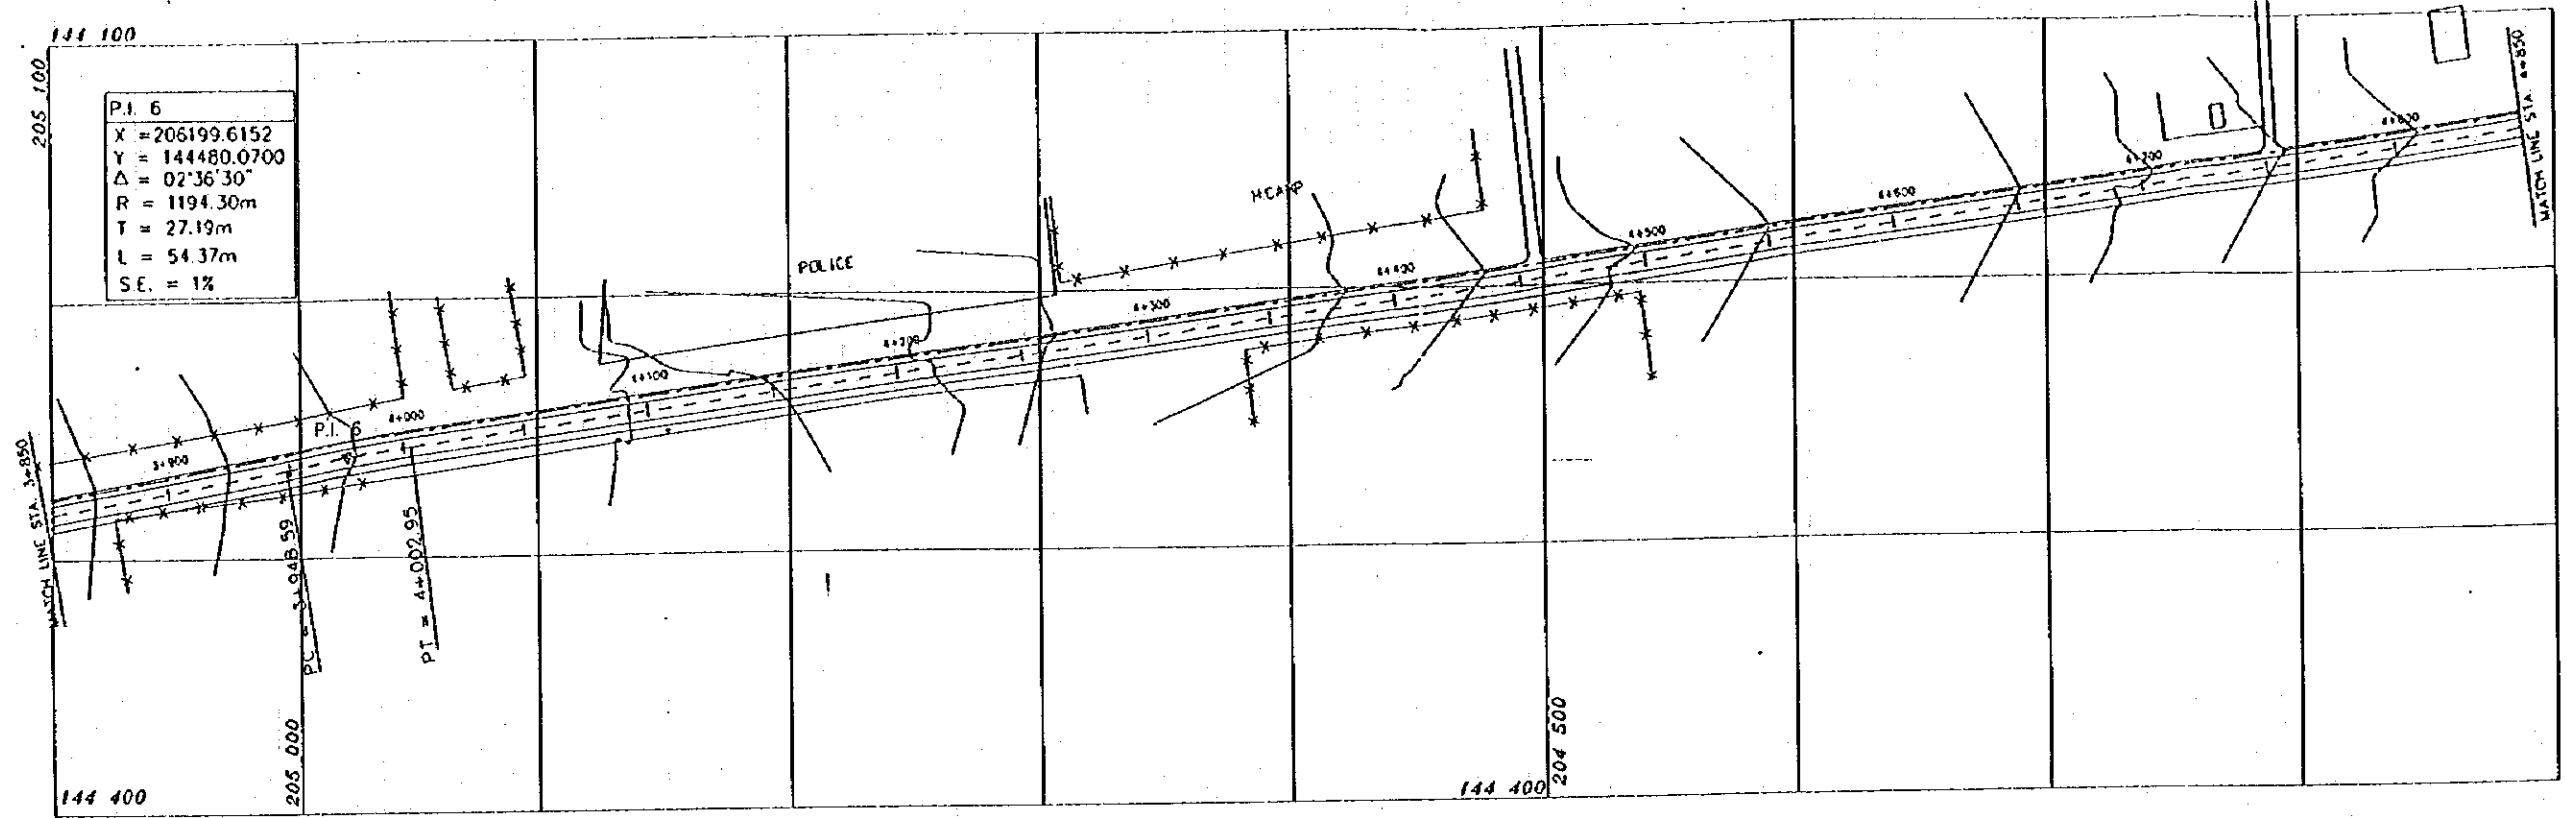 144 100
205 100
P.I. 6
X = 206199.6152
Y = 144480.0700
Δ = 02°36'30"
R = 1194.30m
T = 27.19m
L = 54.37m
S.E. = 1%
MATCH LINE STA. 3+850
3+900
P.I. 6
4+000
PC = 3+948.59
PT = 4+002.95
4+100
POLICE
4+200
4+300
H.CAMP
4+400
4+500
4+600
4+700
4+800
MATCH LINE STA. 4+850
205 000
204 500
144 400
144 400